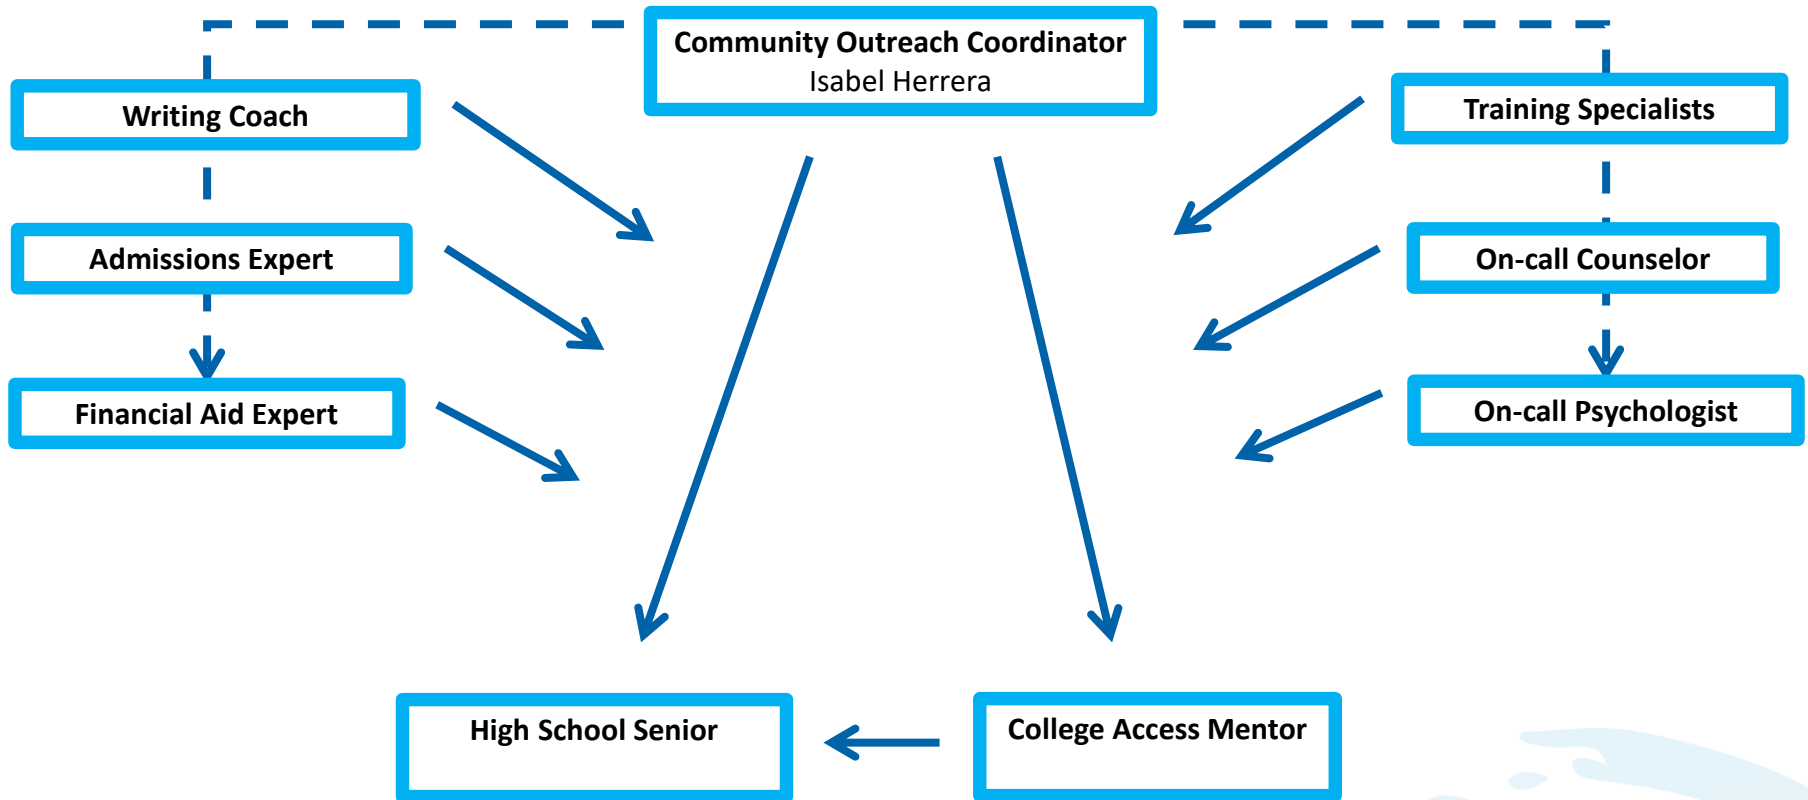 Community Outreach Coordinator
Isabel Herrera
Writing Coach
Training Specialists
Admissions Expert
On-call Counselor
Financial Aid Expert
On-call Psychologist
High School Senior
College Access Mentor